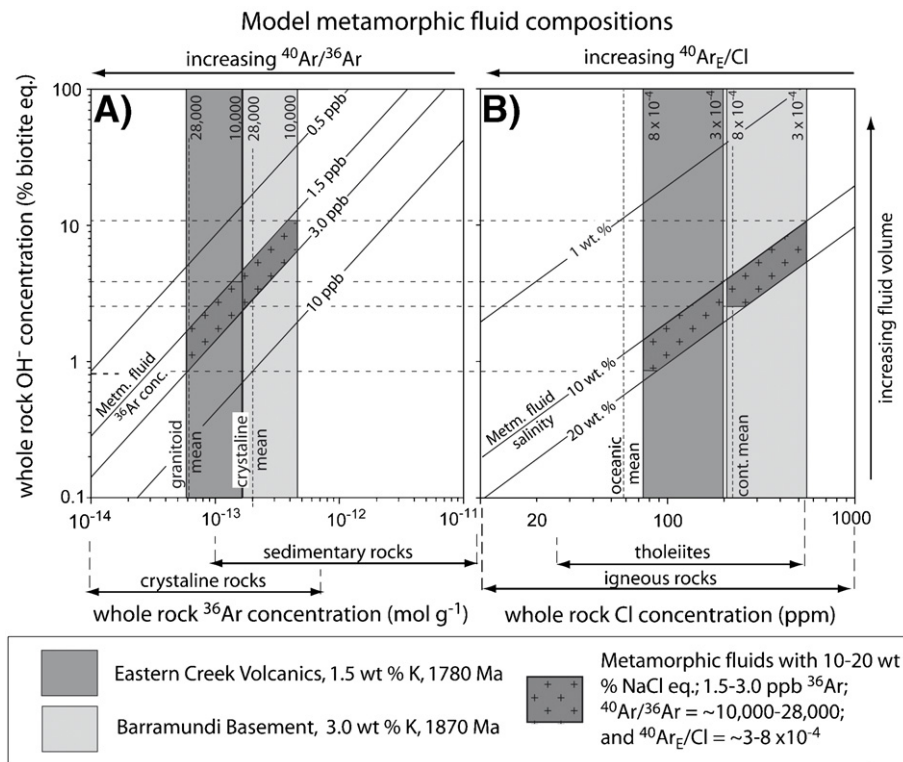 Model metamorphic fluid compositions
increasing ⁴⁰Ar/³⁶Ar
increasing ⁴⁰Ar_E/Cl
whole rock OH⁻ concentration (% biotite eq.)
100
10
1
0.1
A)
28,000
10,000
28,000
10,000
0.5 ppb
1.5 ppb
3.0 ppb
10 ppb
Metm. fluid
³⁶Ar conc.
granitoid
mean
crystaline
mean
10⁻¹⁴
10⁻¹³
10⁻¹²
10⁻¹¹
sedimentary rocks
crystaline rocks
whole rock ³⁶Ar concentration (mol g⁻¹)
B)
8 x 10⁻⁴
3 x 10⁻⁴
8 x 10⁻⁴
3 x 10⁻⁴
1 wt. %
10 wt. %
20 wt. %
Metm. fluid
salinity
oceanic
mean
cont. mean
increasing fluid volume
20
100
1000
tholeiites
igneous rocks
whole rock Cl concentration (ppm)
Eastern Creek Volcanics, 1.5 wt % K, 1780 Ma
Barramundi Basement, 3.0 wt % K, 1870 Ma
Metamorphic fluids with 10-20 wt
% NaCl eq.; 1.5-3.0 ppb ³⁶Ar;
⁴⁰Ar/³⁶Ar = ~10,000-28,000;
and ⁴⁰Ar_E/Cl = ~3-8 x10⁻⁴